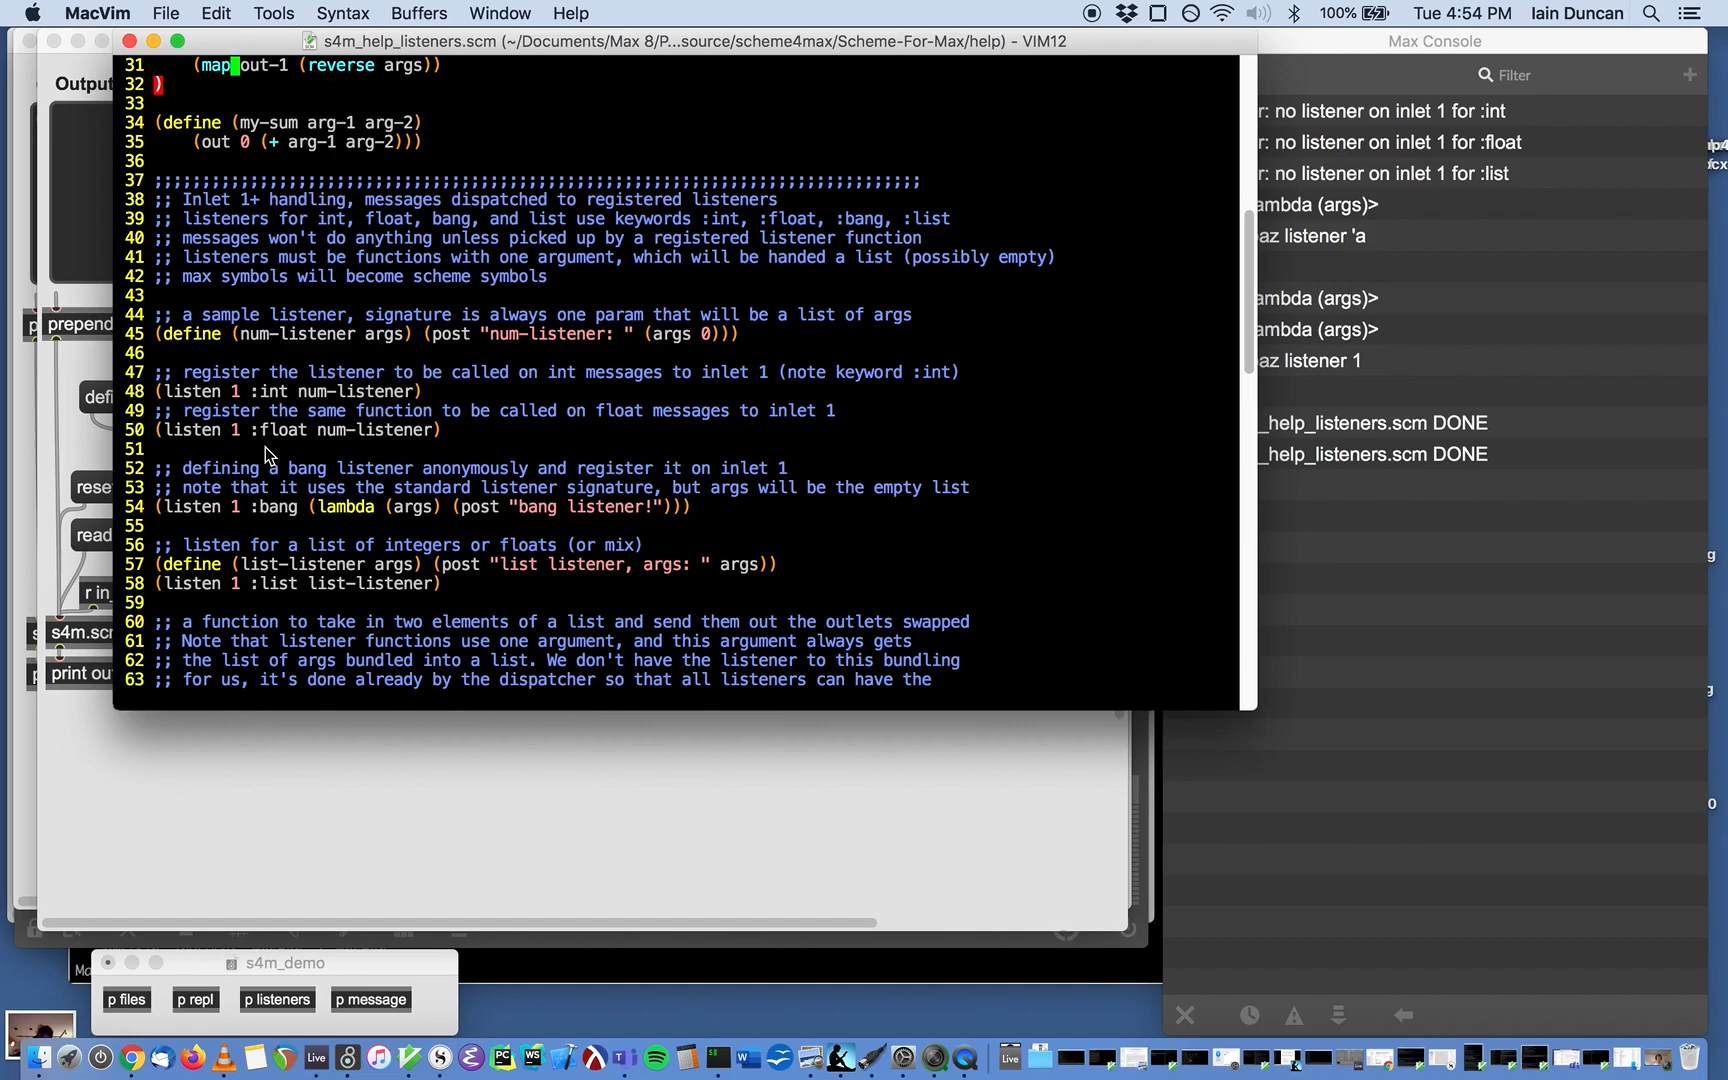 MacVim File Edit Tools Syntax Buffers Window Help 100% Tue 4:54 PM Iain Duncan
s4m_help_listeners.scm (~/Documents/Max 8/P...source/scheme4max/Scheme-For-Max/help) - VIM12
31 (map out-1 (reverse args))
32 )
33
34 (define (my-sum arg-1 arg-2)
35 (out 0 (+ arg-1 arg-2)))
36
37 ;;;;;;;;;;;;;;;;;;;;;;;;;;;;;;;;;;;;;;;;;;;;;;;;;;;;;;;;;;;;;;;;;;;;;;;;;;;;;;;;
38 ;; Inlet 1+ handling, messages dispatched to registered listeners
39 ;; listeners for int, float, bang, and list use keywords :int, :float, :bang, :list
40 ;; messages won't do anything unless picked up by a registered listener function
41 ;; listeners must be functions with one argument, which will be handed a list (possibly empty)
42 ;; max symbols will become scheme symbols
43
44 ;; a sample listener, signature is always one param that will be a list of args
45 (define (num-listener args) (post "num-listener: " (args 0)))
46
47 ;; register the listener to be called on int messages to inlet 1 (note keyword :int)
48 (listen 1 :int num-listener)
49 ;; register the same function to be called on float messages to inlet 1
50 (listen 1 :float num-listener)
51
52 ;; defining a bang listener anonymously and register it on inlet 1
53 ;; note that it uses the standard listener signature, but args will be the empty list
54 (listen 1 :bang (lambda (args) (post "bang listener!")))
55
56 ;; listen for a list of integers or floats (or mix)
57 (define (list-listener args) (post "list listener, args: " args))
58 (listen 1 :list list-listener)
59
60 ;; a function to take in two elements of a list and send them out the outlets swapped
61 ;; Note that listener functions use one argument, and this argument always gets
62 ;; the list of args bundled into a list. We don't have the listener to this bundling
63 ;; for us, it's done already by the dispatcher so that all listeners can have the
Output
prepend
defi
rese
read
r in_
s4m.scr
print ou
Max Console
Filter
r: no listener on inlet 1 for :int
r: no listener on inlet 1 for :float
r: no listener on inlet 1 for :list
ambda (args)>
az listener 'a
ambda (args)>
ambda (args)>
az listener 1
_help_listeners.scm DONE
_help_listeners.scm DONE
s4m_demo
p files p repl p listeners p message
Live
PC
WS
W
Live